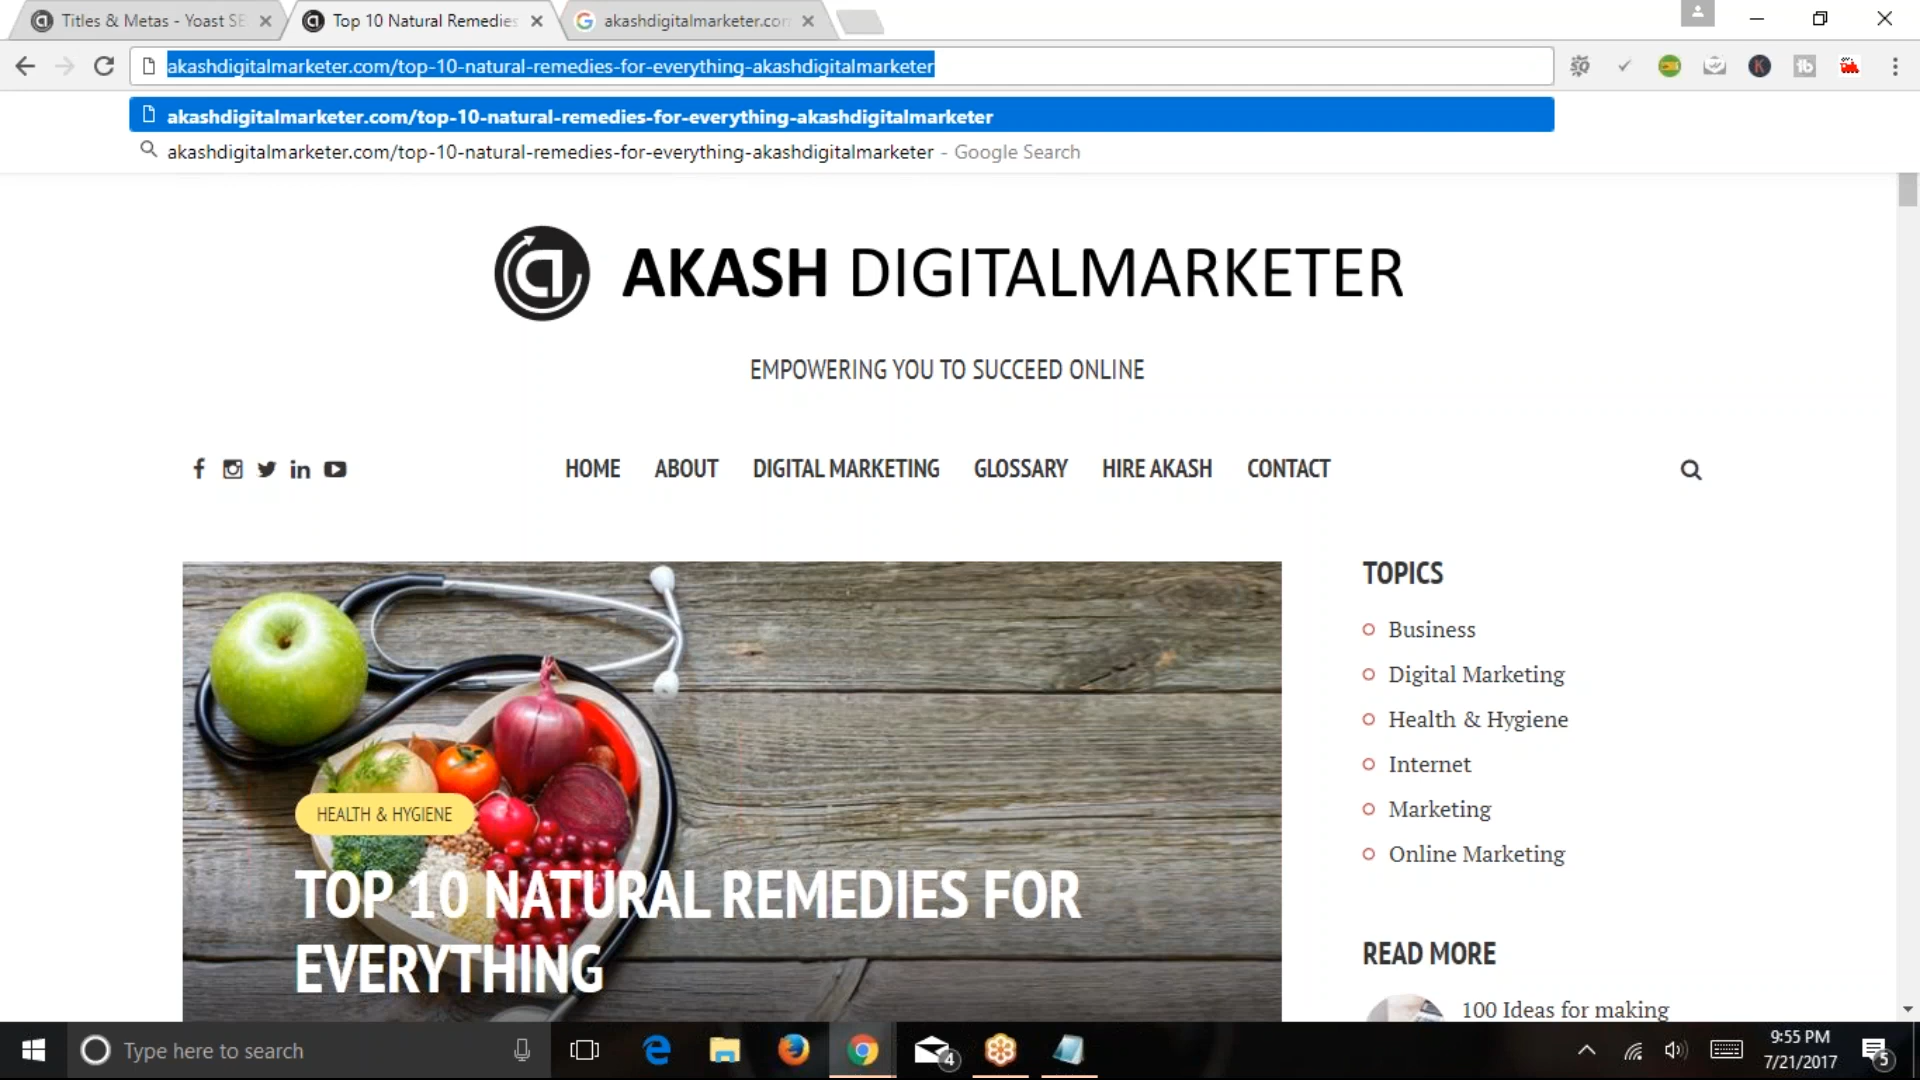 Titles & Metas - Yoast SE
Top 10 Natural Remedies
akashdigitalmarketer.com
akashdigitalmarketer.com/top-10-natural-remedies-for-everything-akashdigitalmarketer
akashdigitalmarketer.com/top-10-natural-remedies-for-everything-akashdigitalmarketer
akashdigitalmarketer.com/top-10-natural-remedies-for-everything-akashdigitalmarketer - Google Search
AKASH DIGITALMARKETER
EMPOWERING YOU TO SUCCEED ONLINE
HOME ABOUT DIGITAL MARKETING GLOSSARY HIRE AKASH CONTACT
HEALTH & HYGIENE
TOP 10 NATURAL REMEDIES FOR
EVERYTHING
TOPICS
Business
Digital Marketing
Health & Hygiene
Internet
Marketing
Online Marketing
READ MORE
100 Ideas for making
Type here to search
4
9:55 PM
7/21/2017
5